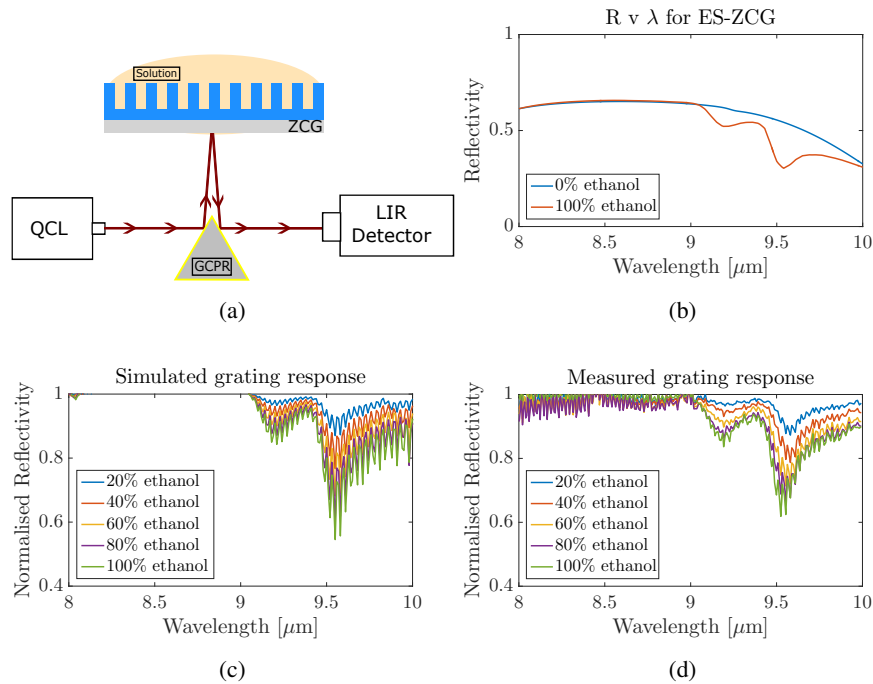 Solution
ZCG
QCL
GCPR
LIR
Detector
(a)
R v λ for ES-ZCG
Reflectivity
1
0.5
0
0% ethanol
100% ethanol
8 8.5 9 9.5 10
Wavelength [μm]
(b)
Simulated grating response
Normalised Reflectivity
1
0.8
0.6
0.4
20% ethanol
40% ethanol
60% ethanol
80% ethanol
100% ethanol
8 8.5 9 9.5 10
Wavelength [μm]
(c)
Measured grating response
Normalised Reflectivity
1
0.8
0.6
0.4
20% ethanol
40% ethanol
60% ethanol
80% ethanol
100% ethanol
8 8.5 9 9.5 10
Wavelength [μm]
(d)